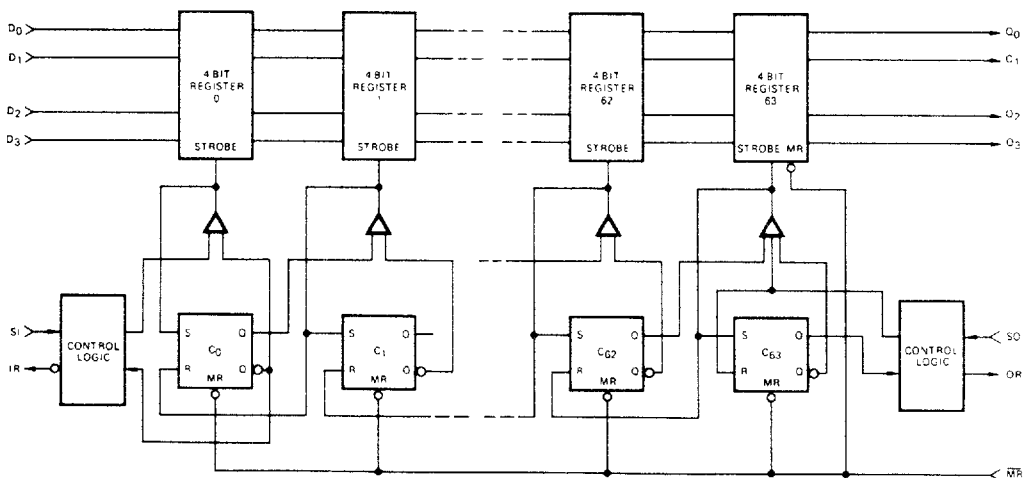 D0
D1
D2
D3
4 BIT
REGISTER
0
STROBE
4 BIT
REGISTER
1
STROBE
4 BIT
REGISTER
62
STROBE
4 BIT
REGISTER
63
STROBE MR
Q0
Q1
Q2
Q3
SI
IR
CONTROL
LOGIC
S Q
C0
R Q
MR
S Q
C1
R Q
MR
S Q
C62
R Q
MR
S Q
C63
R Q
MR
CONTROL
LOGIC
SO
OR
MR